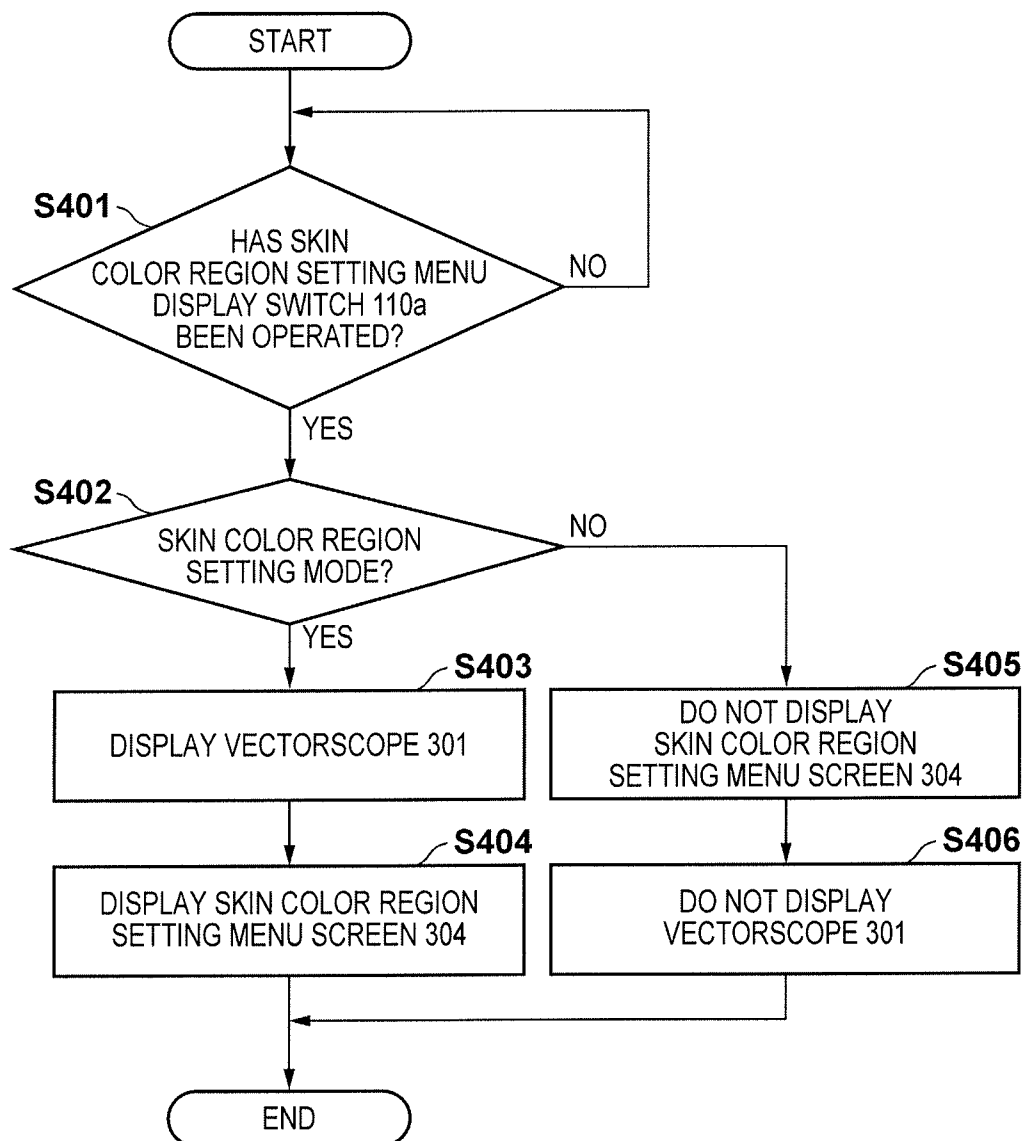 START
S401
HAS SKIN
COLOR REGION SETTING MENU
DISPLAY SWITCH 110a
BEEN OPERATED?
NO
YES
S402
SKIN COLOR REGION
SETTING MODE?
NO
YES
S403
DISPLAY VECTORSCOPE 301
S405
DO NOT DISPLAY
SKIN COLOR REGION
SETTING MENU SCREEN 304
S404
DISPLAY SKIN COLOR REGION
SETTING MENU SCREEN 304
S406
DO NOT DISPLAY
VECTORSCOPE 301
END